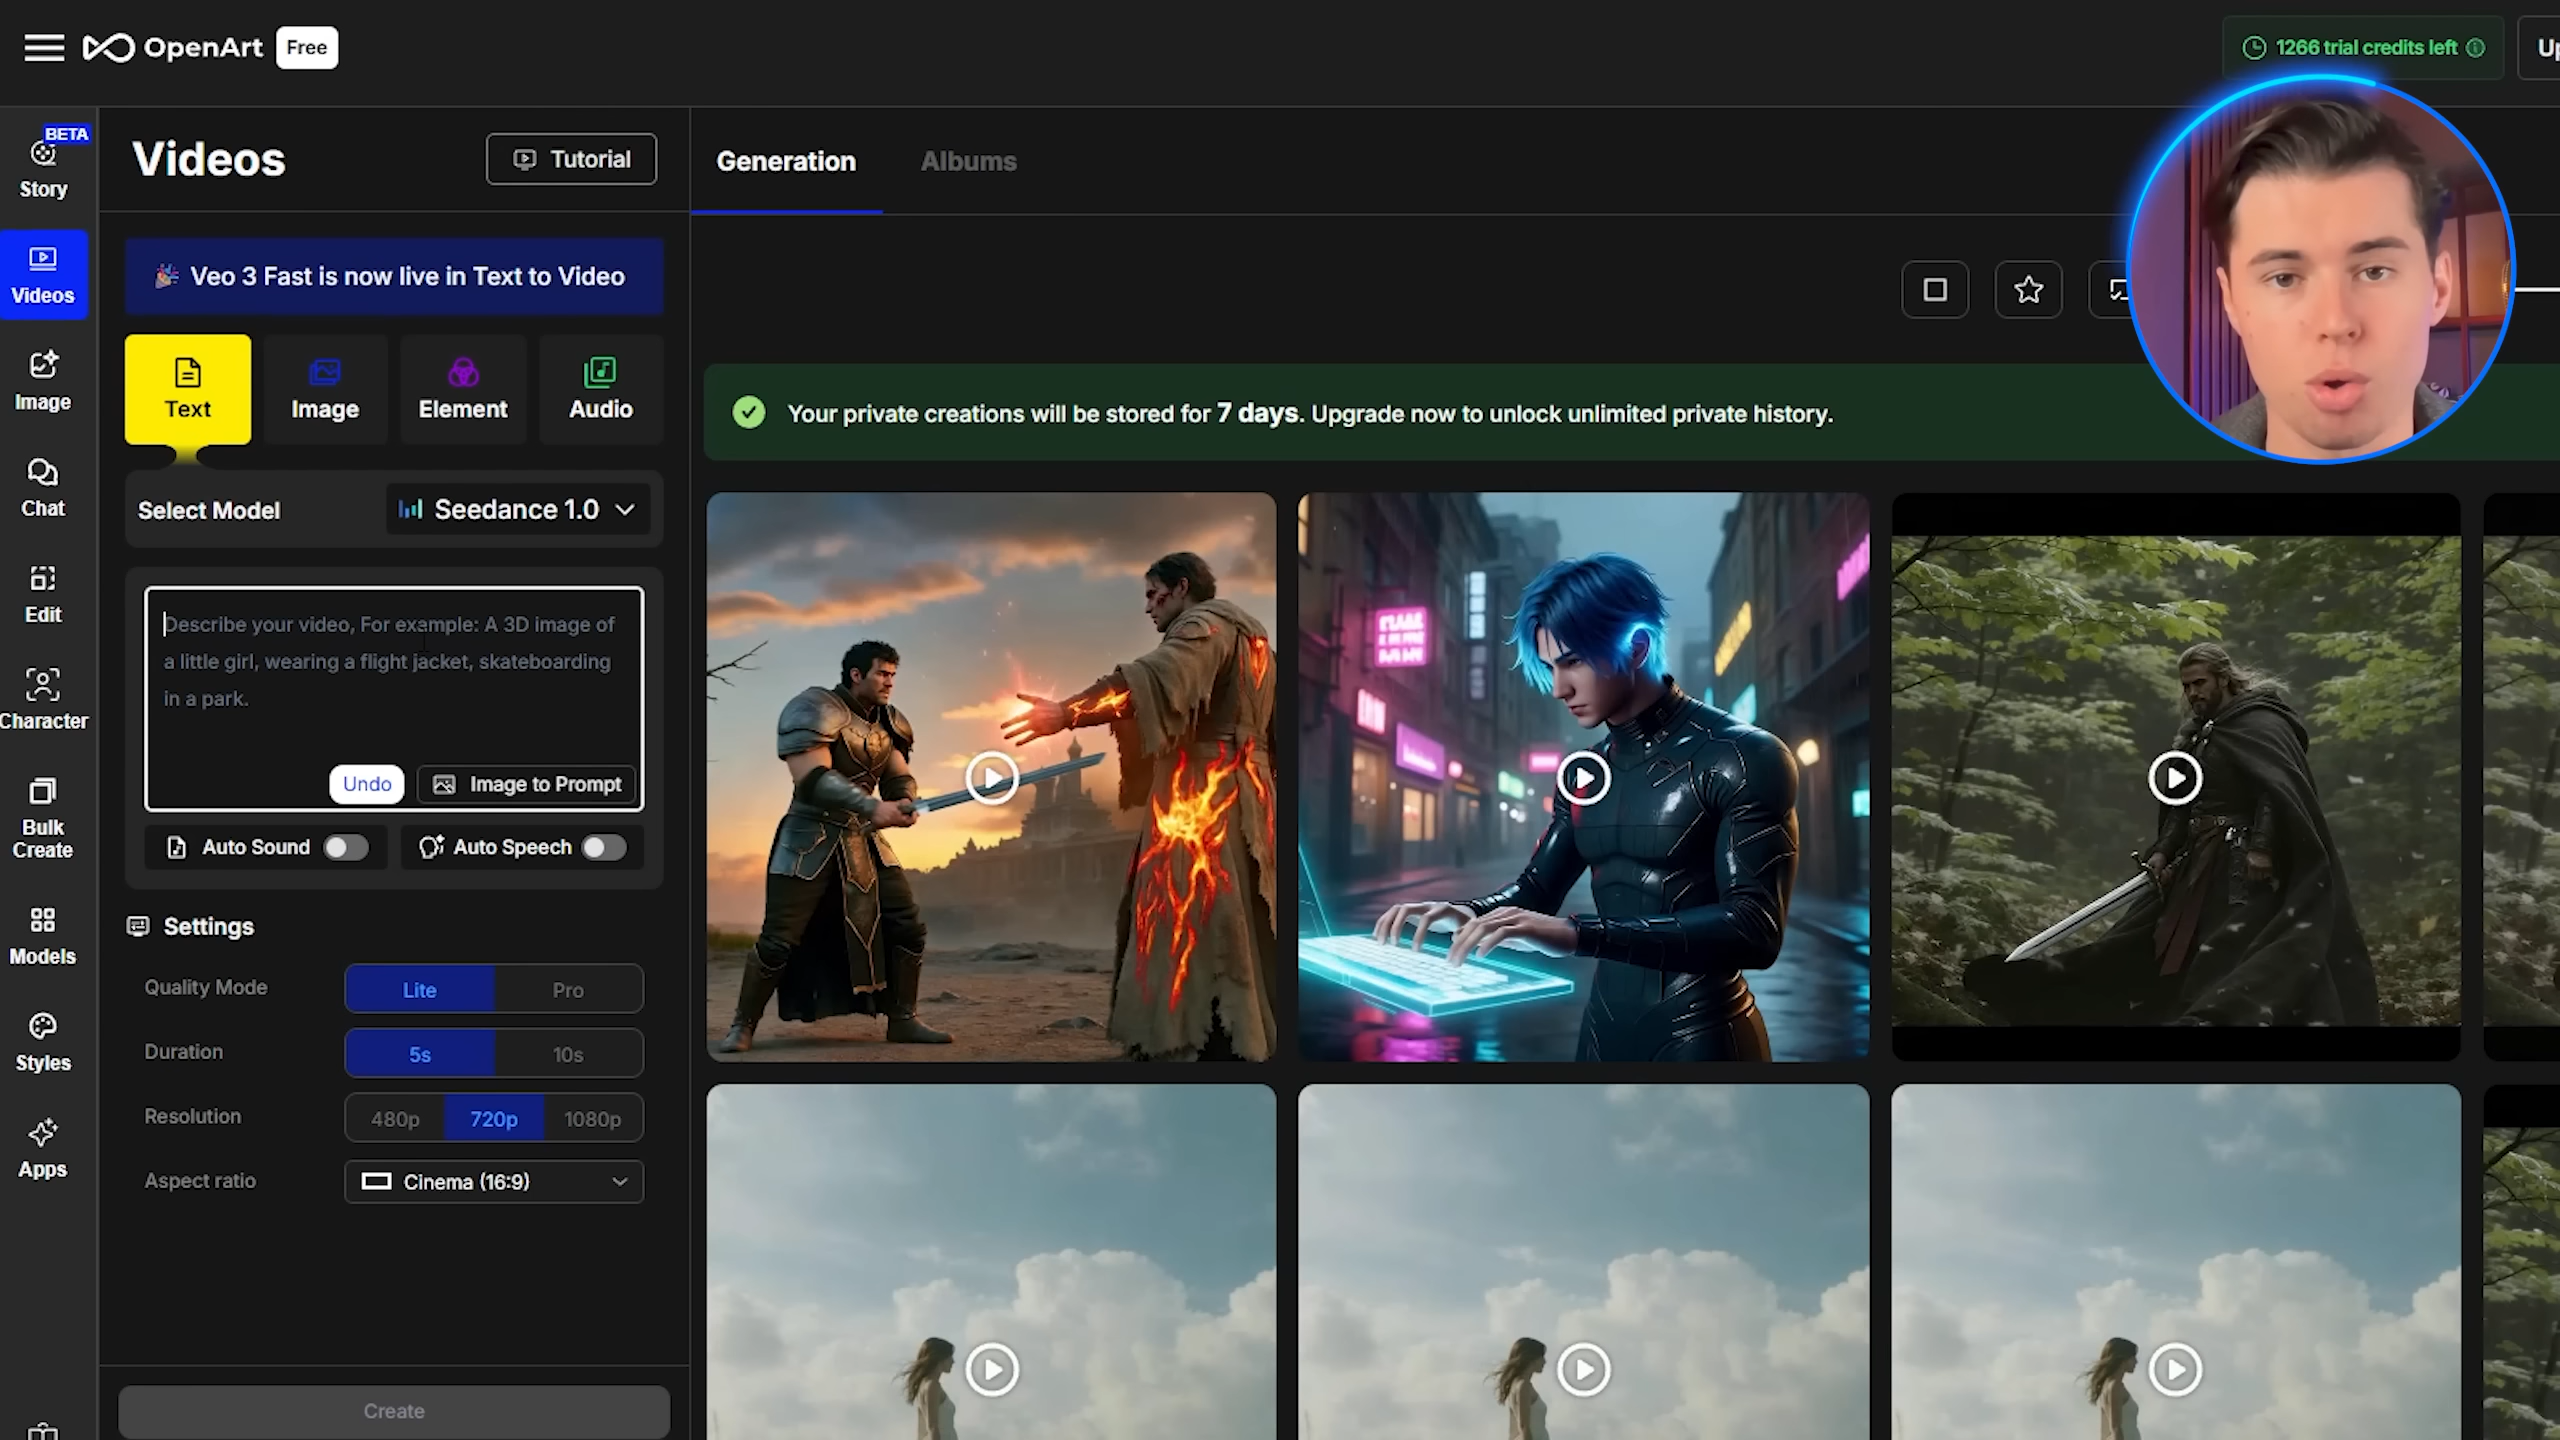 OpenArt Free
1266 trial credits left
BETA
Story
Videos
Image
Chat
Edit
Character
Bulk
Create
Models
Styles
Apps
Videos
Tutorial
Veo 3 Fast is now live in Text to Video
Text
Image
Element
Audio
Select Model
Seedance 1.0
Describe your video, For example: A 3D image of
a little girl, wearing a flight jacket, skateboarding
in a park.
Undo
Image to Prompt
Auto Sound
Auto Speech
Settings
Quality Mode
Lite
Pro
Duration
5s
10s
Resolution
480p
720p
1080p
Aspect ratio
Cinema (16:9)
Create
Generation
Albums
Your private creations will be stored for 7 days. Upgrade now to unlock unlimited private history.